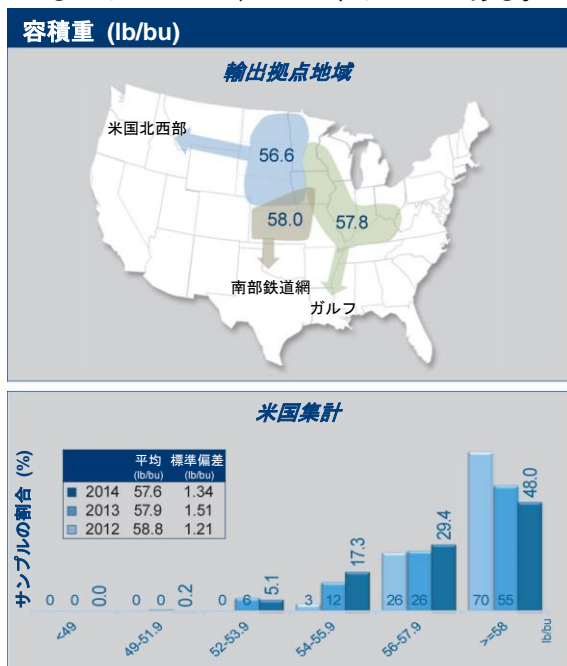 容積重 (lb/bu)
輸出拠点地域
米国北西部
56.6
58.0
57.8
南部鉄道網
ガルフ
米国集計
サンプルの割合 (%)
平均 標準偏差
(lb/bu) (lb/bu)
2014 57.6 1.34
2013 57.9 1.51
2012 58.8 1.21
0 0 0.0
0 0 0.2
0 6 5.1
3 12 17.3
26 26 29.4
70 55 48.0
<49
49-51.9
52-53.9
54-55.9
56-57.9
>=58
lb/bu